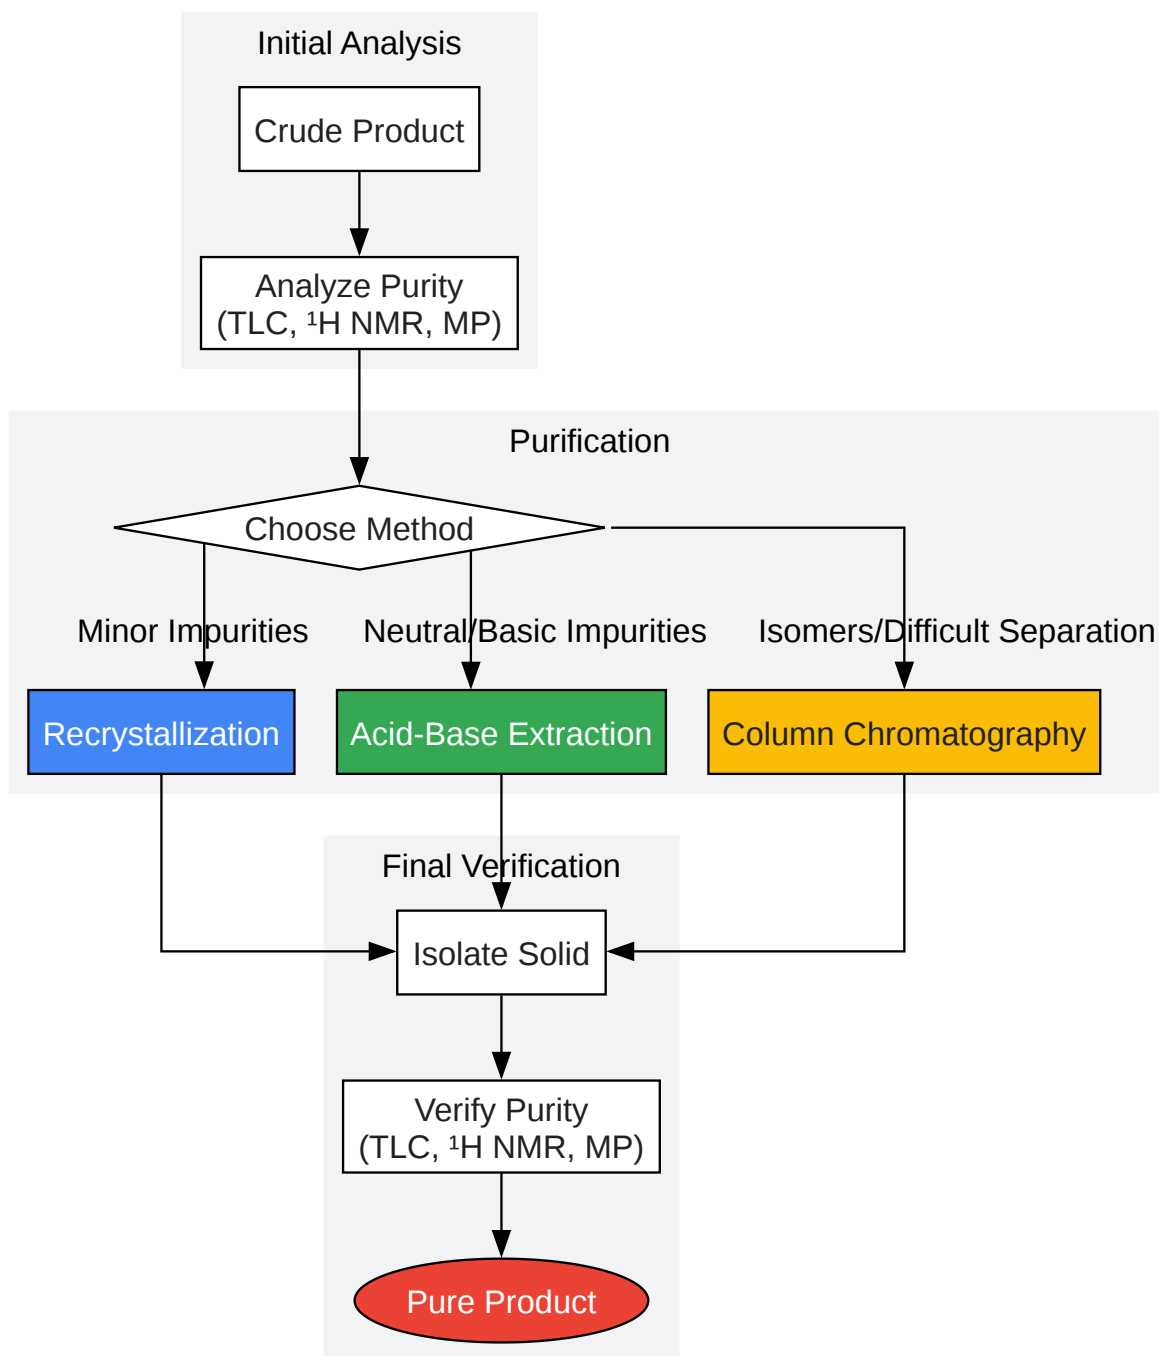 Initial Analysis
Crude Product
Analyze Purity
(TLC, ¹H NMR, MP)
Purification
Choose Method
Minor Impurities
Neutral/Basic Impurities
Isomers/Difficult Separation
Recrystallization
Acid-Base Extraction
Column Chromatography
Final Verification
Isolate Solid
Verify Purity
(TLC, ¹H NMR, MP)
Pure Product